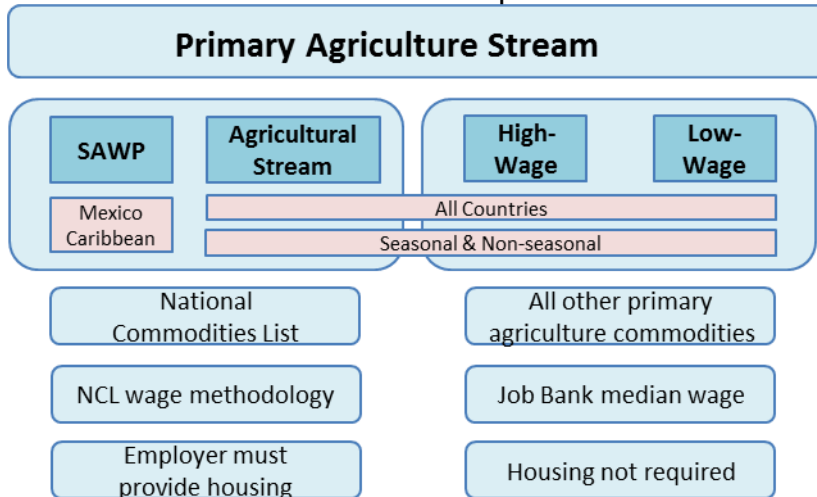 Primary Agriculture Stream
SAWP
Agricultural
Stream
High-
Wage
Low-
Wage
Mexico
Caribbean
All Countries
Seasonal & Non-seasonal
National
Commodities List
All other primary
agriculture commodities
NCL wage methodology
Job Bank median wage
Employer must
provide housing
Housing not required